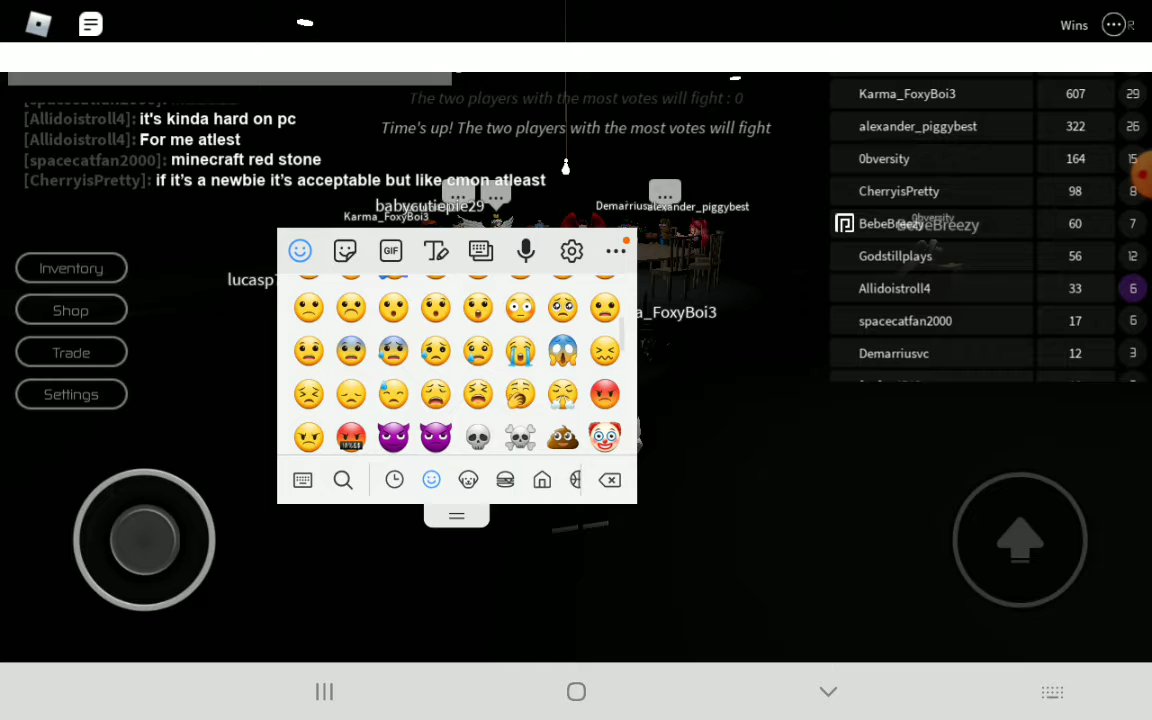 Wins
The two players with the most votes will fight : 0
Time's up! The two players with the most votes will fight
[Allidoistroll4]: it's kinda hard on pc
[Allidoistroll4]: For me atlest
[spacecatfan2000]: minecraft red stone
[CherryisPretty]: if it's a newbie it's acceptable but like cmon atleast
babycutiepie29
Karma_FoxyBoi3
alexander_piggybest
GIF
Inventory
Shop
Trade
Settings
Karma_FoxyBoi3 607 29
alexander_piggybest 322 26
0bversity 164 15
CherryisPretty 98 8
BebeBreezy 60 7
0bversity
BebeBreezy
Godstillplays 56 12
Allidoistroll4 33 6
spacecatfan2000 17 6
Demarriusvc 12 3